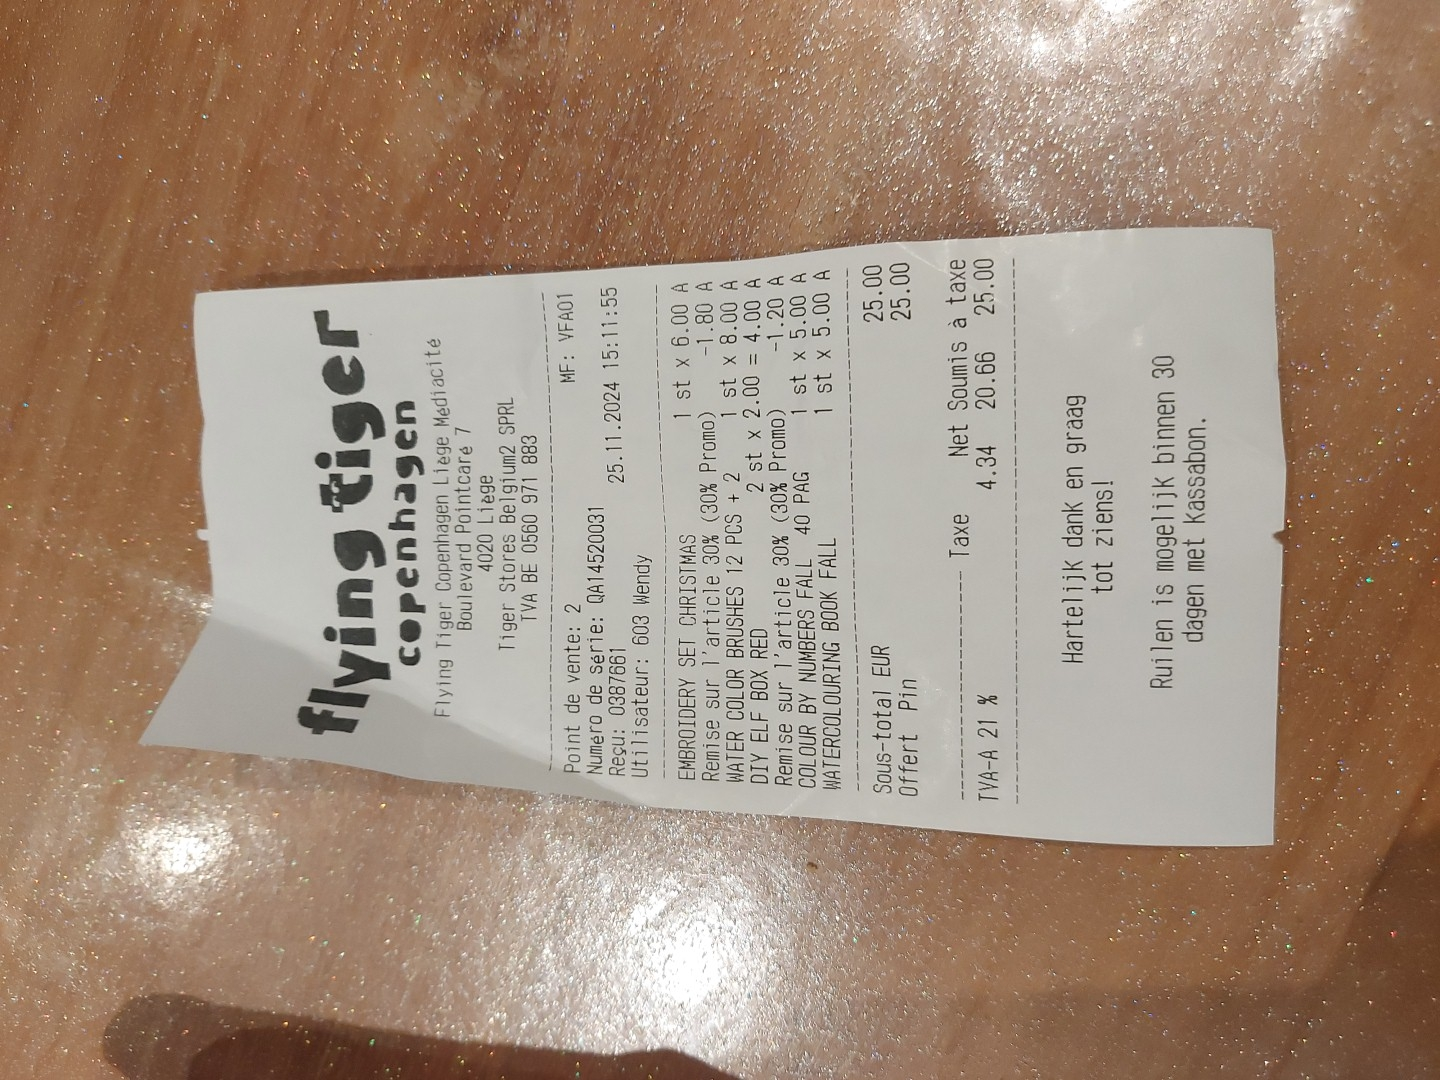 flying tiger
copenhagen
Flying Tiger Copenhagen Liège Médiacité
Boulevard Pointcaré 7
4020 Liège
Tiger Stores Belgium2 SPRL
TVA BE 0560 971 883
Point de vente: 2 MF: VFA01
Numéro de série: QA14520031
Reçu: 0387661 25.11.2024 15:11:55
Utilisateur: 603 Wendy
EMBROIDERY SET CHRISTMAS 1 st x 6.00 A
Remise sur l'article 30% (30% Promo) -1.80 A
WATER COLOR BRUSHES 12 PCS + 2 1 st x 8.00 A
DIY ELF BOX RED 2 st x 2.00 = 4.00 A
Remise sur l'article 30% (30% Promo) -1.20 A
COLOUR BY NUMBERS FALL 40 PAG 1 st x 5.00 A
WATERCOLOURING BOOK FALL 1 st x 5.00 A
Sous-total EUR 25.00
Offert Pin 25.00
Taxe Net Soumis à taxe
TVA-A 21 % 4.34 20.66 25.00
Hartelijk dank en graag
tot ziens!
Ruilen is mogelijk binnen 30
dagen met Kassabon.